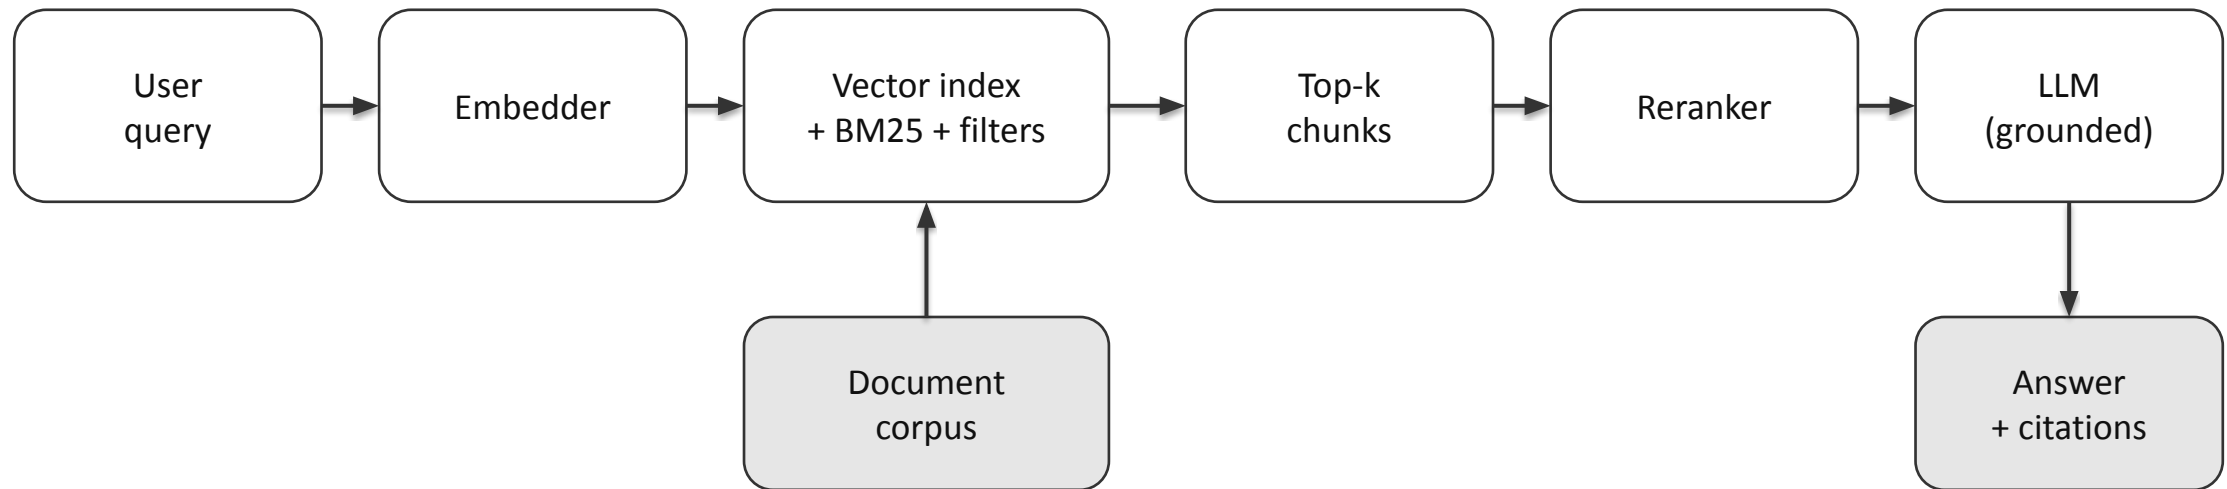 User
query
Embedder
Vector index
+ BM25 + filters
Top-k
chunks
Reranker
LLM
(grounded)
Document
corpus
Answer
+ citations